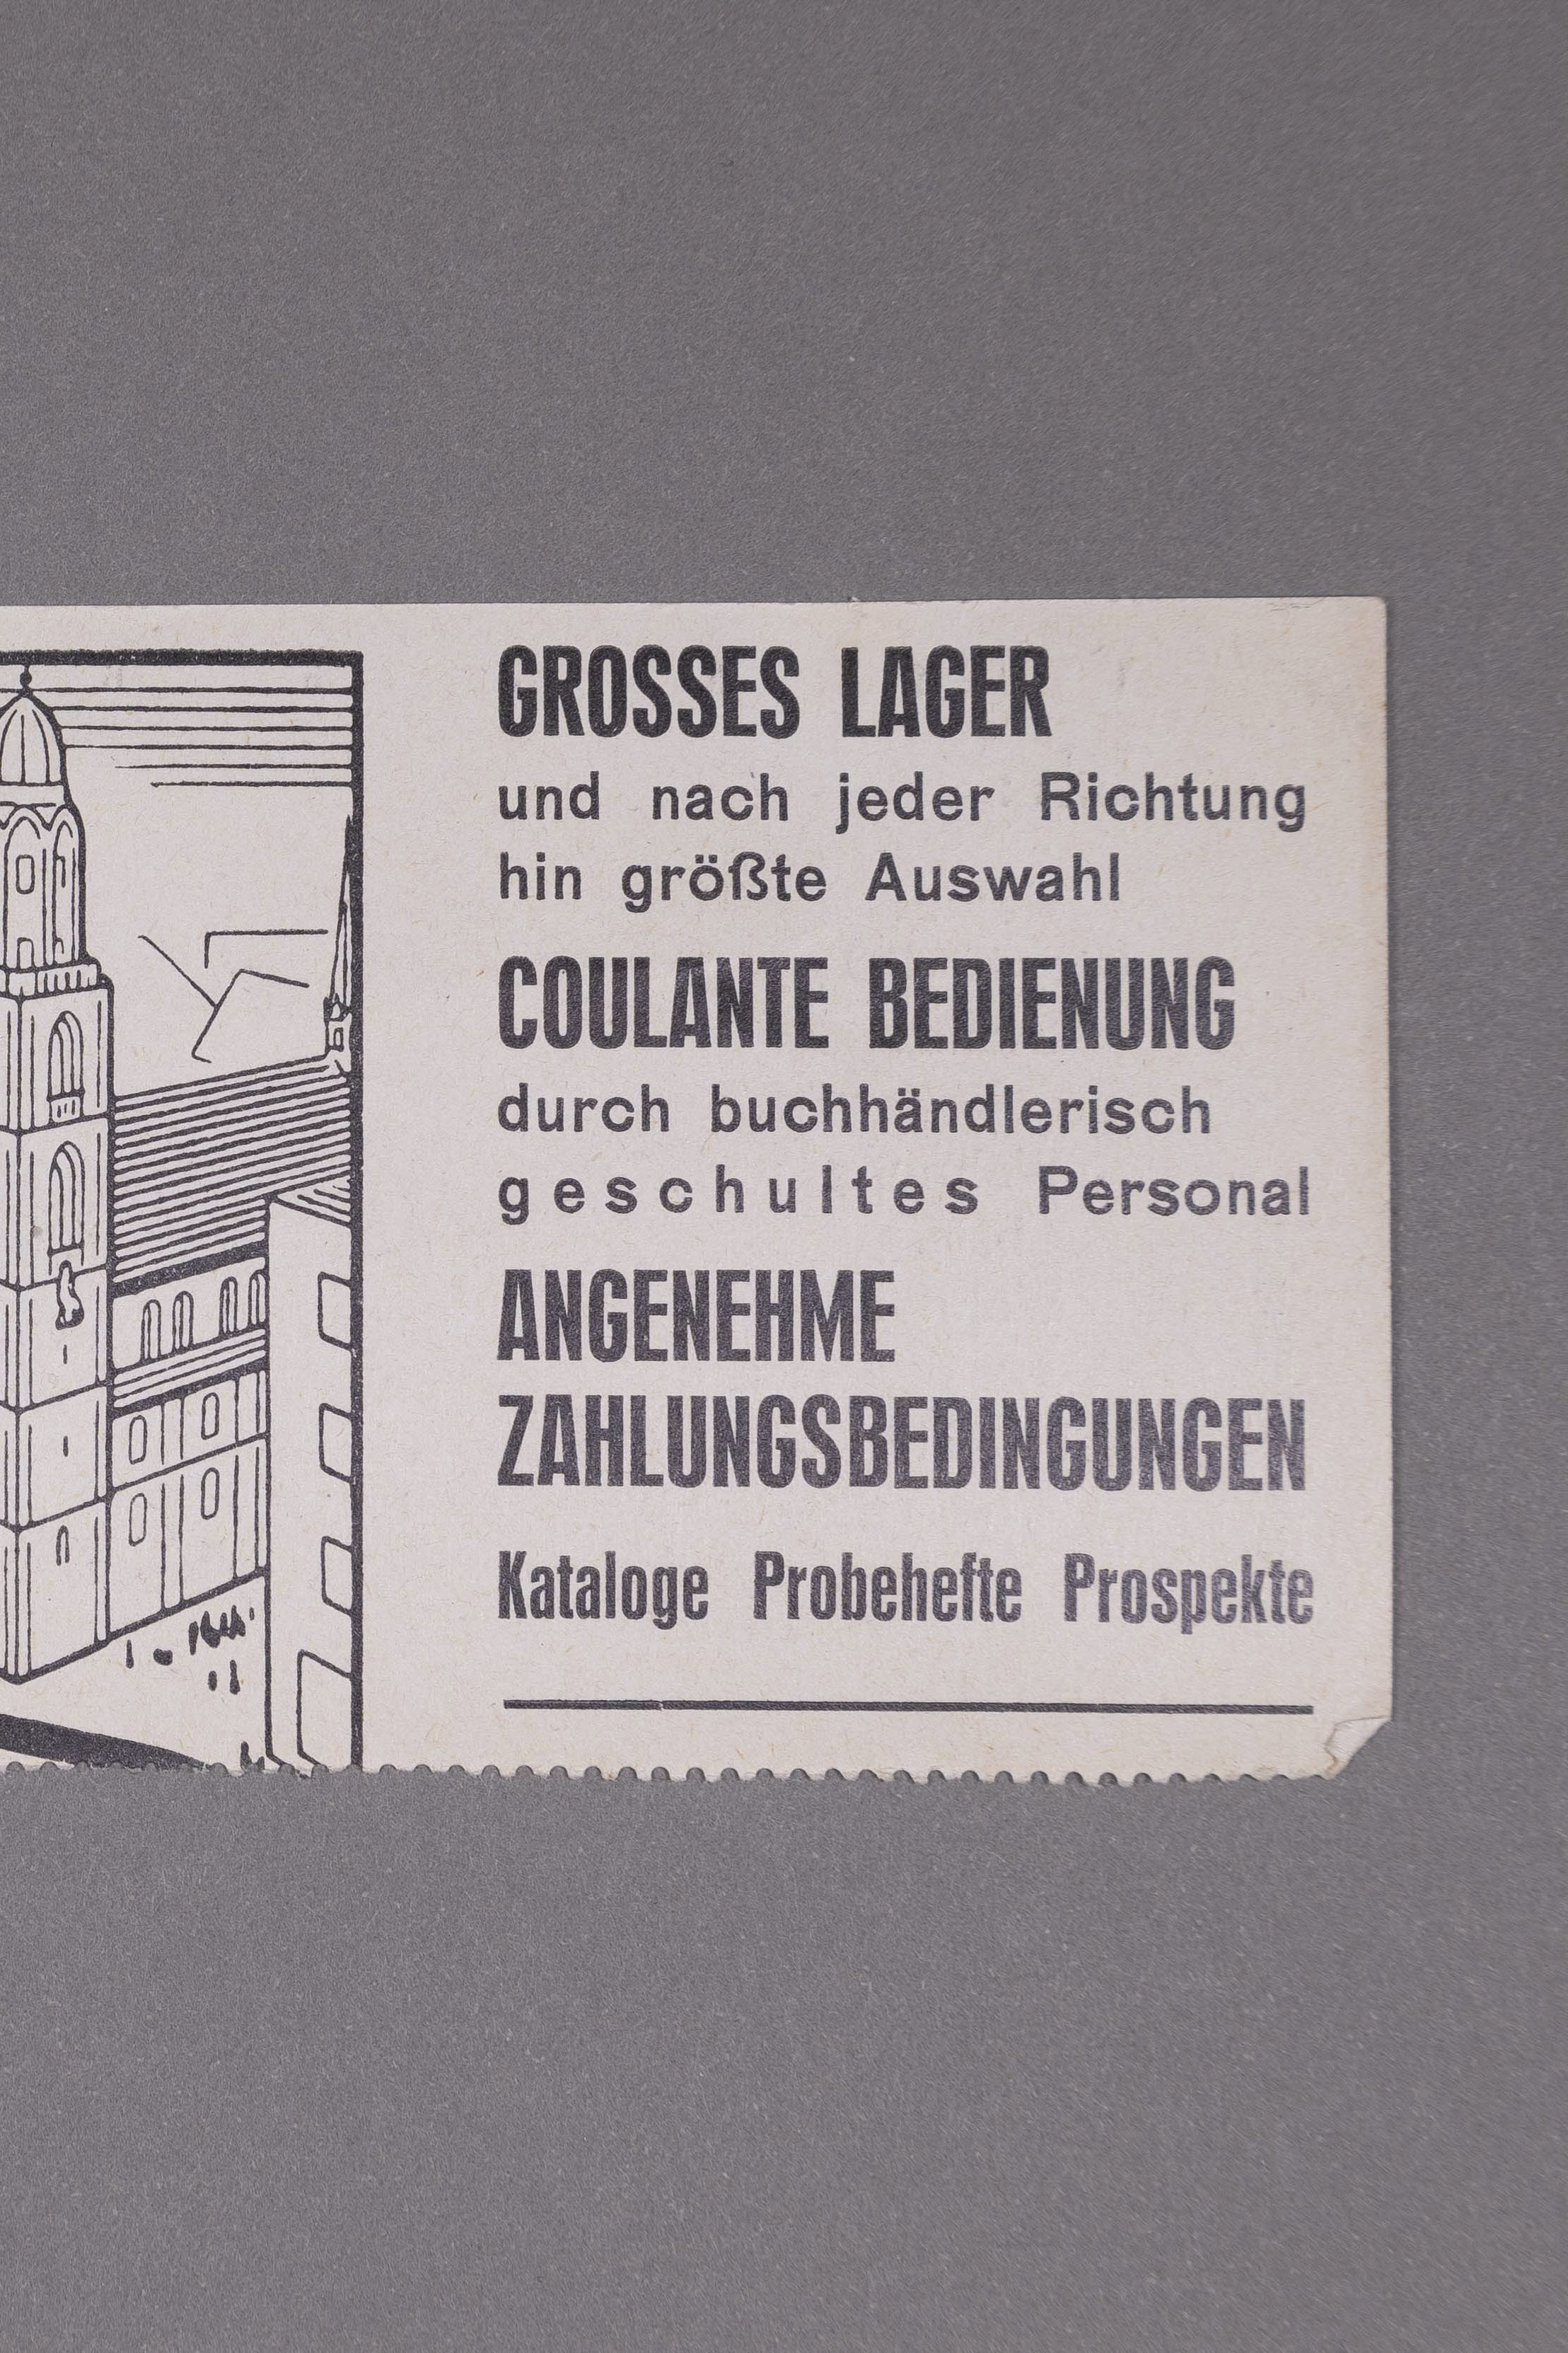 GROSSES LAGER
und nach jeder Richtung
hin größte Auswahl
COULANTE BEDIENUNG
durch buchhändlerisch
geschultes Personal
ANGENEHME
ZAHLUNGSBEDINGUNGEN
Kataloge Probehefte Prospekte